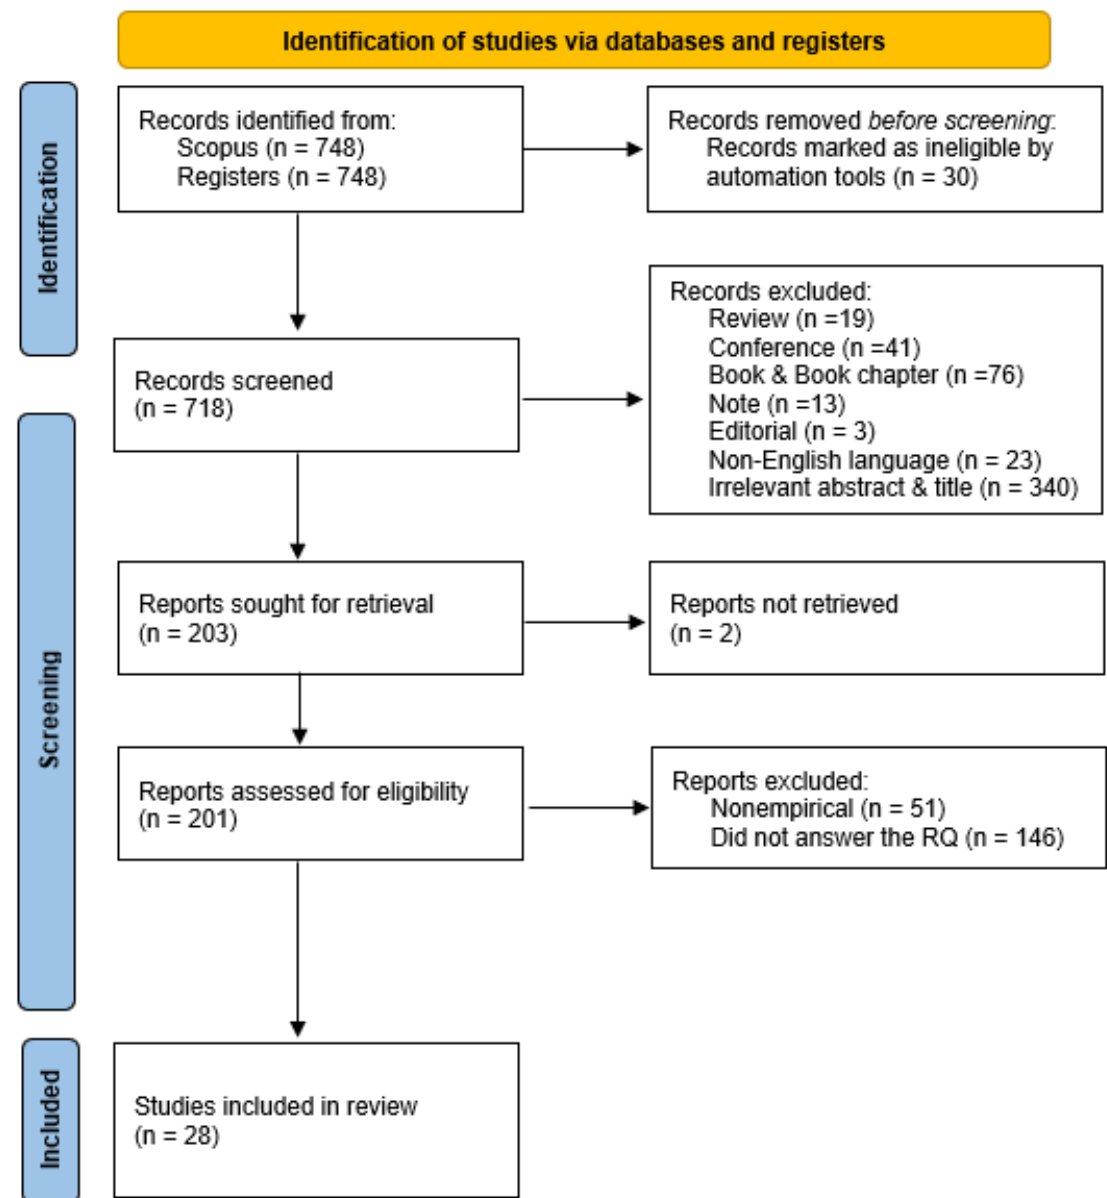 Identification of studies via databases and registers
Identification
Records identified from:
Scopus (n = 748)
Registers (n = 748)
Records removed before screening:
Records marked as ineligible by
automation tools (n = 30)
Records screened
(n = 718)
Records excluded:
Review (n =19)
Conference (n =41)
Book & Book chapter (n =76)
Note (n =13)
Editorial (n = 3)
Non-English language (n = 23)
Irrelevant abstract & title (n = 340)
Screening
Reports sought for retrieval
(n = 203)
Reports not retrieved
(n = 2)
Reports assessed for eligibility
(n = 201)
Reports excluded:
Nonempirical (n = 51)
Did not answer the RQ (n = 146)
Included
Studies included in review
(n = 28)